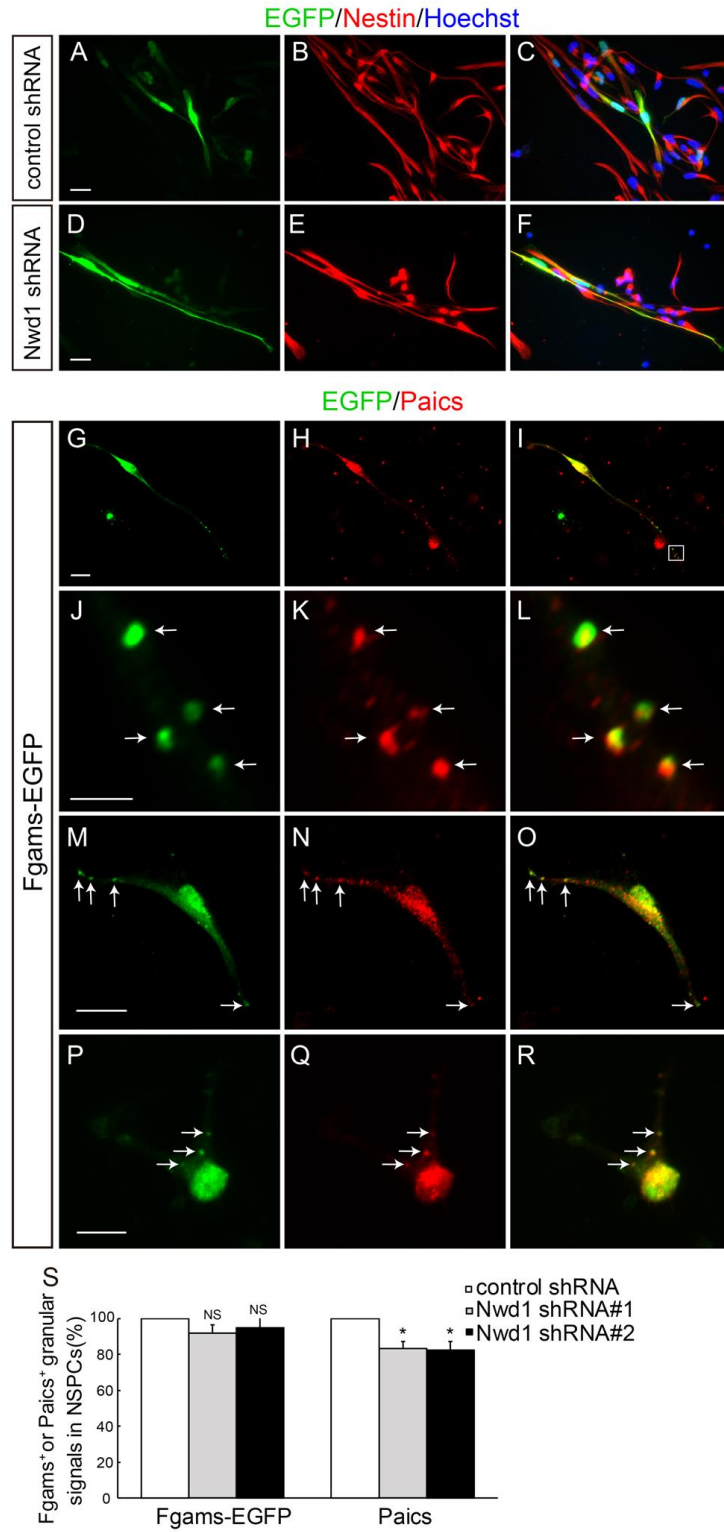 EGFP/Nestin/Hoechst
control shRNA
A
B
C
Nwd1 shRNA
D
E
F
EGFP/Paics
Fgams-EGFP
G
H
I
J
K
L
M
N
O
P
Q
R
S
control shRNA
Nwd1 shRNA#1
Nwd1 shRNA#2
Fgams⁺ or Paics⁺ granular
signals in NSPCs(%)
100
80
60
40
20
0
NS
NS
*
*
Fgams-EGFP
Paics